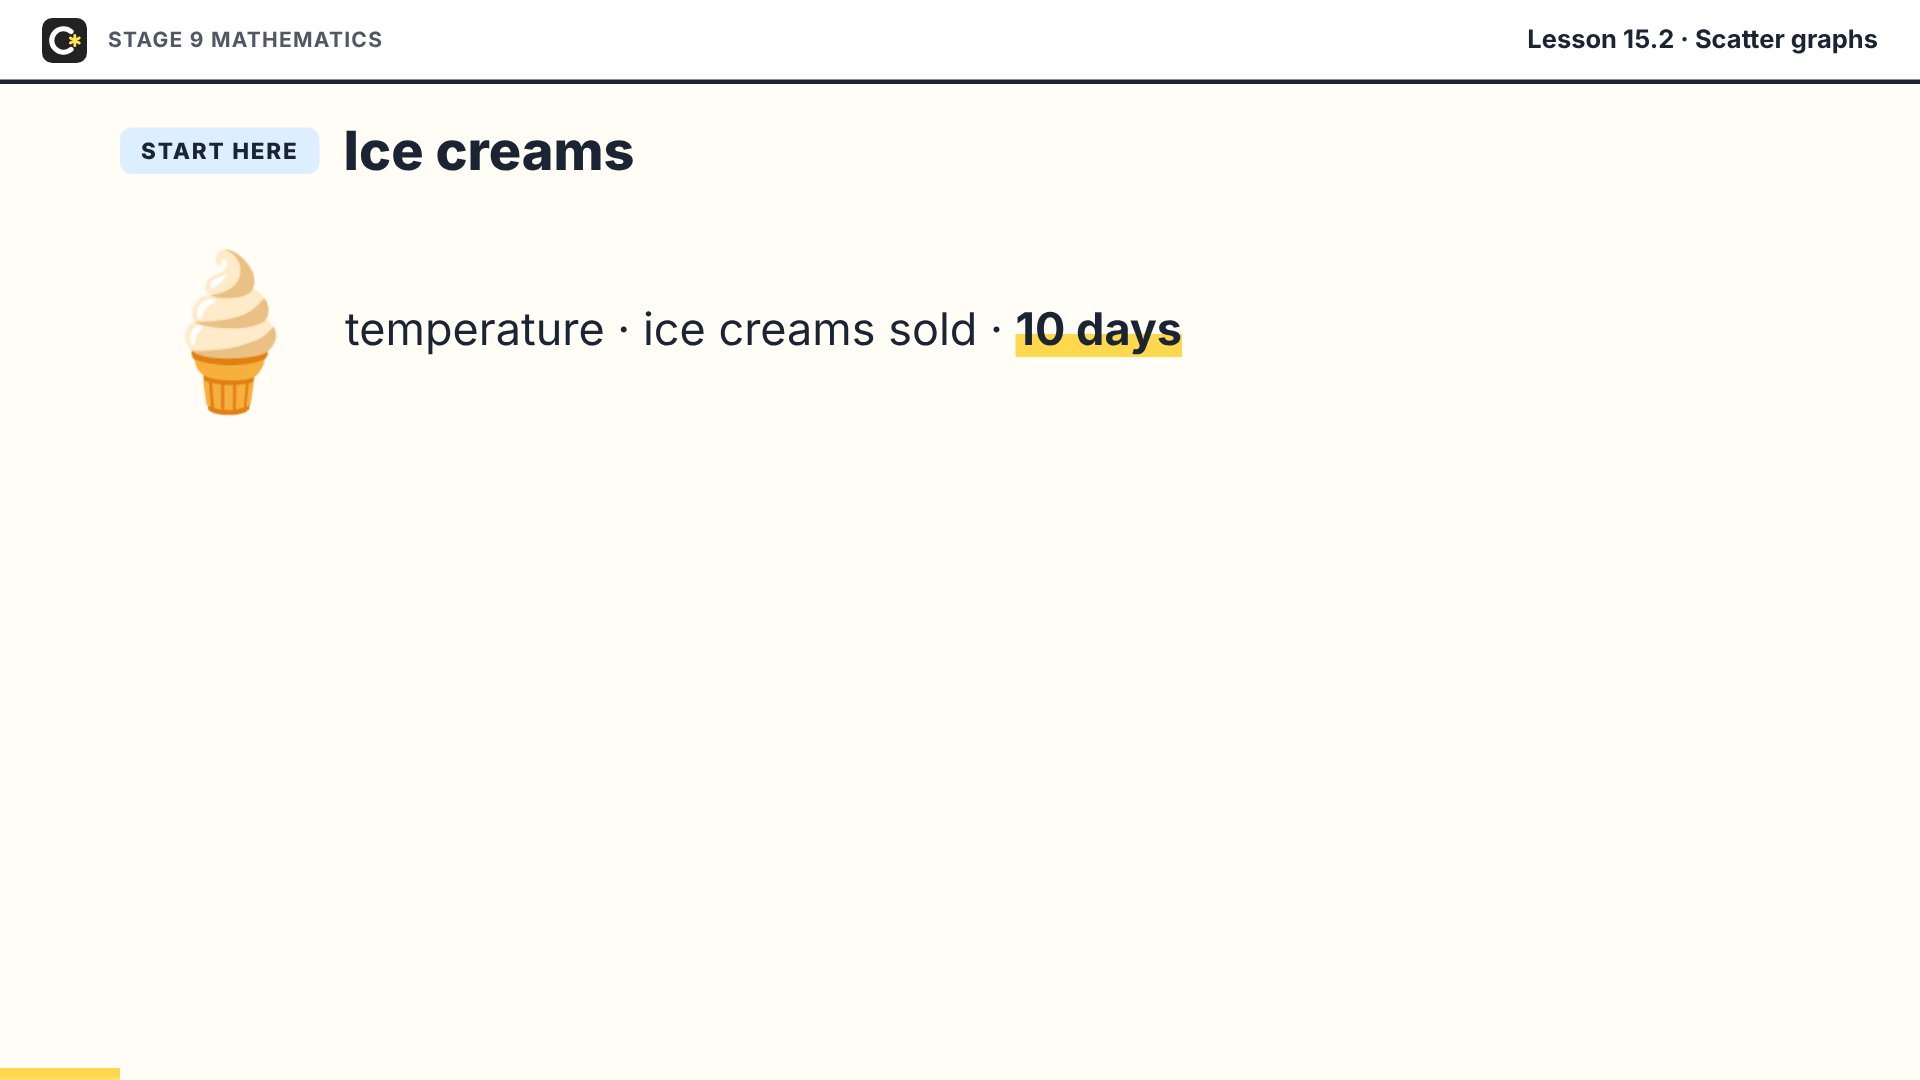 STAGE 9 MATHEMATICS
Lesson 15.2 · Scatter graphs
START HERE
Ice creams
temperature · ice creams sold · 10 days